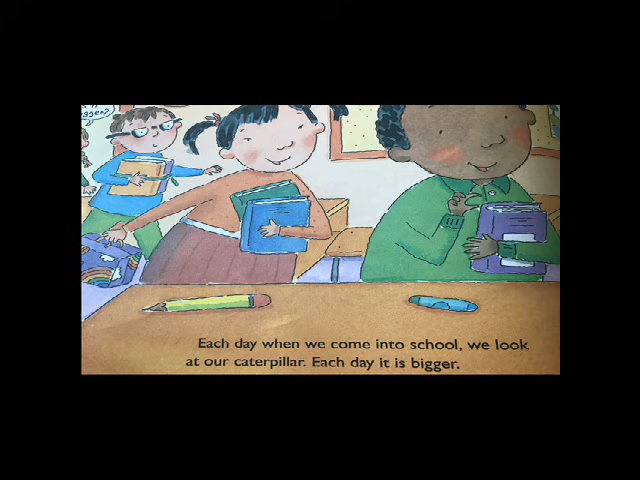 Each day when we come into school, we look
at our caterpillar. Each day it is bigger.